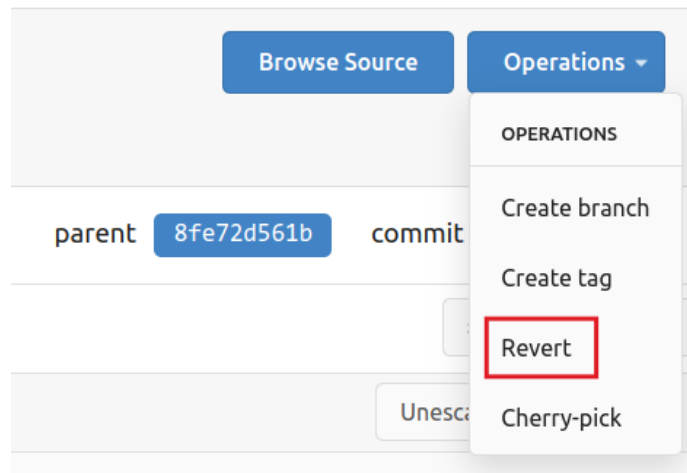 Browse Source
Operations
OPERATIONS
Create branch
parent 8fe72d561b commit
Create tag
Revert
Cherry-pick